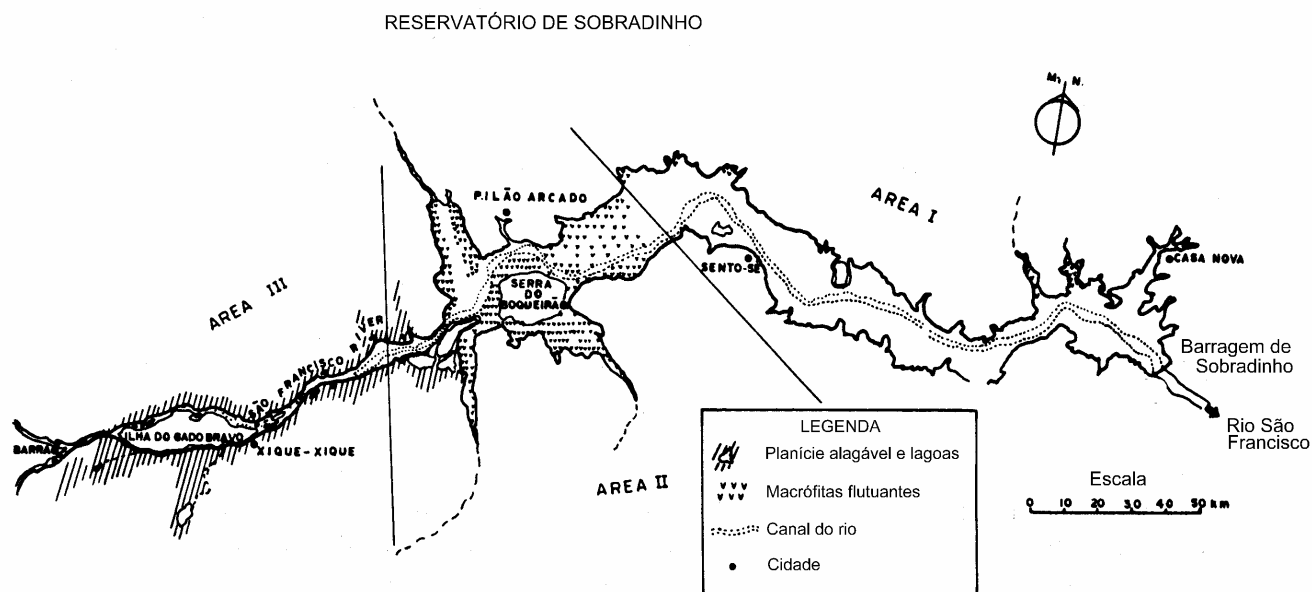 RESERVATÓRIO DE SOBRADINHO
M. N.
PILÃO ARCADO
AREA I
CASA NOVA
SENTO-SÉ
SERRA
DO
BOQUEIRÃO
AREA III
SÃO FRANCISCO RIVER
Barragem de
Sobradinho
ILHA DO GADO BRAVO
BARRA
XIQUE-XIQUE
Rio São
Francisco
AREA II
LEGENDA
Planície alagável e lagoas
Macrófitas flutuantes
Canal do rio
Cidade
Escala
0 10 20 30 40 50 km